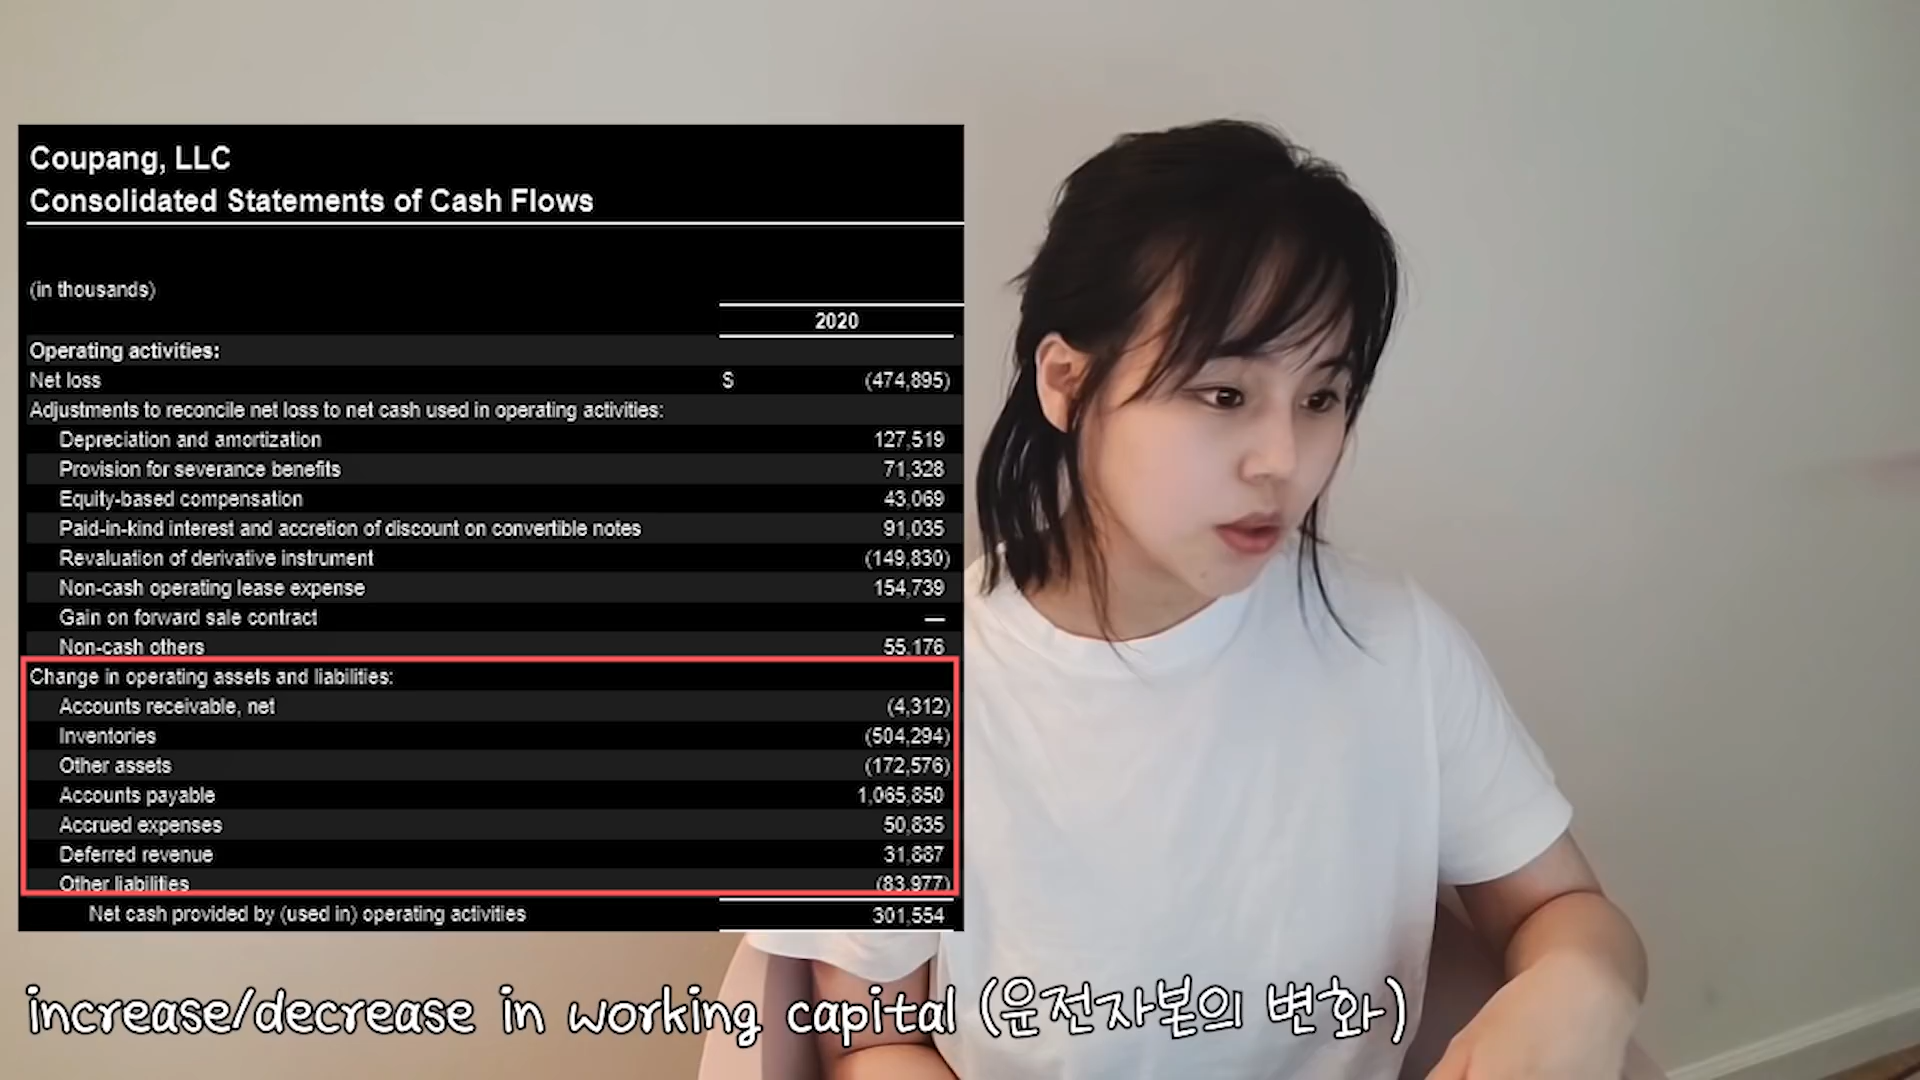 Coupang, LLC
Consolidated Statements of Cash Flows
(in thousands)
2020
Operating activities:
Net loss $ (474,895)
Adjustments to reconcile net loss to net cash used in operating activities:
Depreciation and amortization 127,519
Provision for severance benefits 71,328
Equity-based compensation 43,069
Paid-in-kind interest and accretion of discount on convertible notes 91,035
Revaluation of derivative instrument (149,830)
Non-cash operating lease expense 154,739
Gain on forward sale contract —
Non-cash others 55,176
Change in operating assets and liabilities:
Accounts receivable, net (4,312)
Inventories (504,294)
Other assets (172,576)
Accounts payable 1,065,850
Accrued expenses 50,835
Deferred revenue 31,887
Other liabilities (83,977)
Net cash provided by (used in) operating activities 301,554
increase/decrease in working capital (운전자본의 변화)